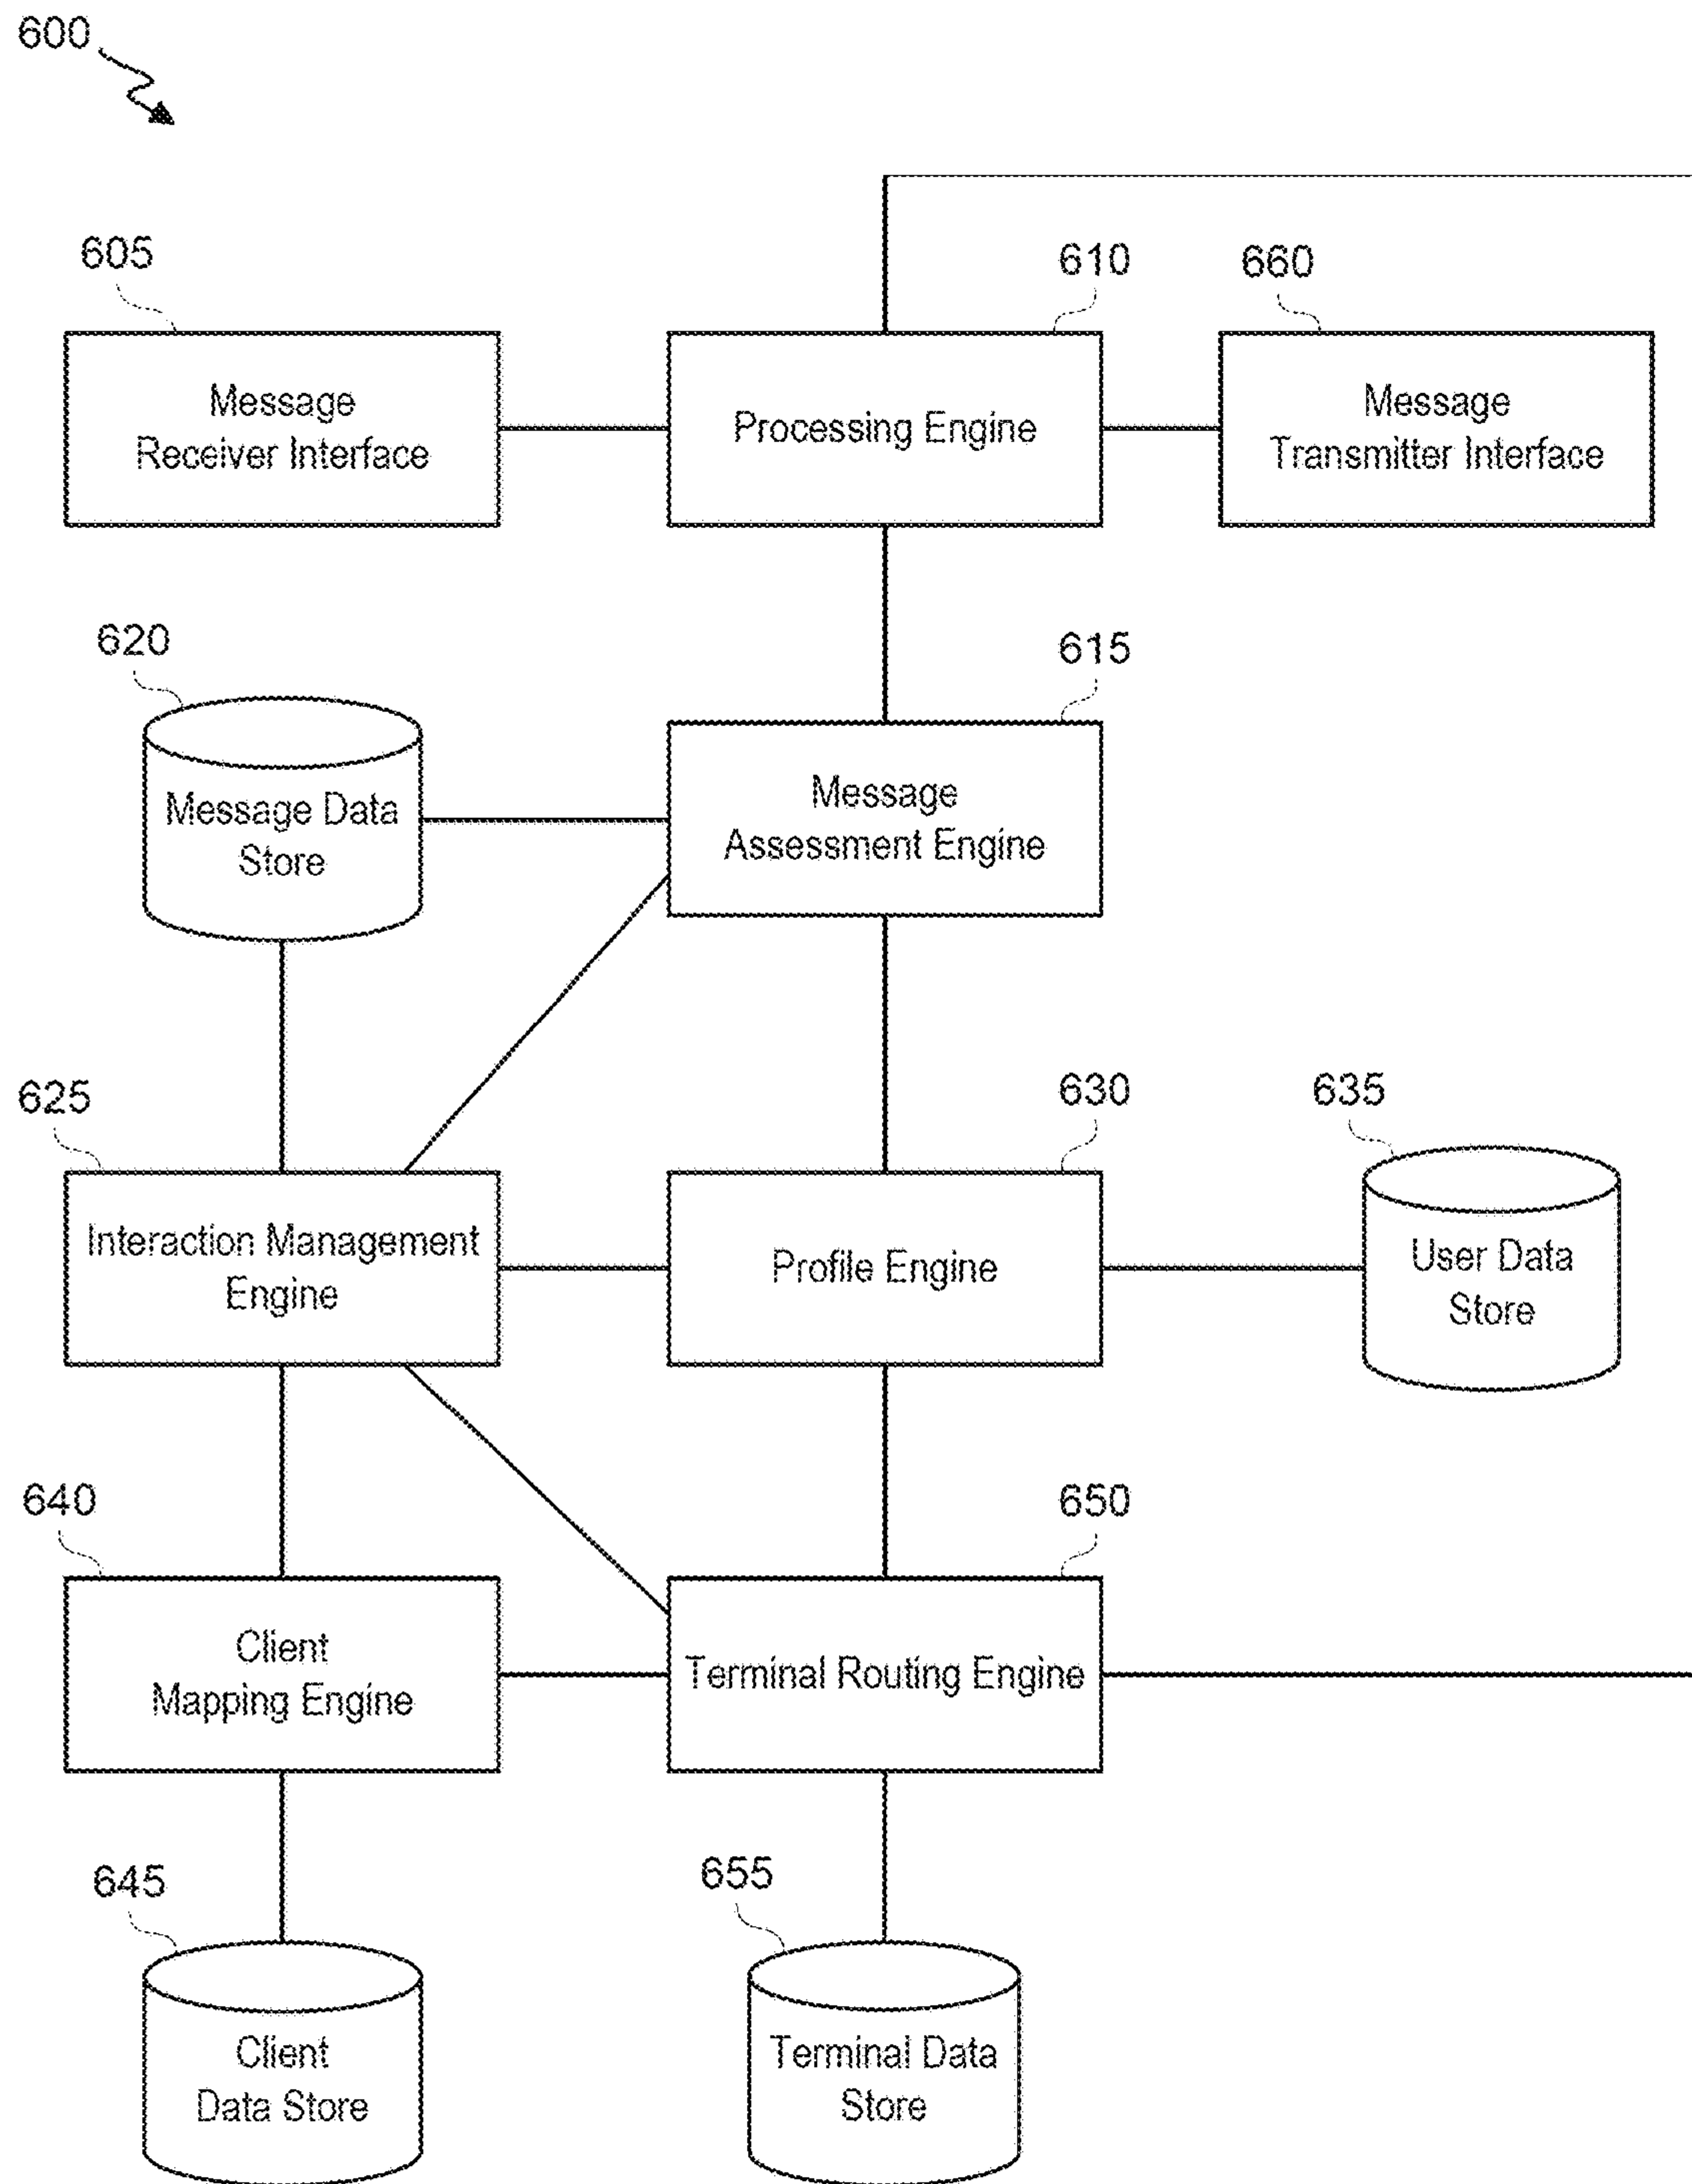 600
605
610
660
Message
Receiver Interface
Processing Engine
Message
Transmitter Interface
620
615
Message Data
Store
Message
Assessment Engine
625
630
635
Interaction Management
Engine
Profile Engine
User Data
Store
640
650
Client
Mapping Engine
Terminal Routing Engine
645
655
Client
Data Store
Terminal Data
Store